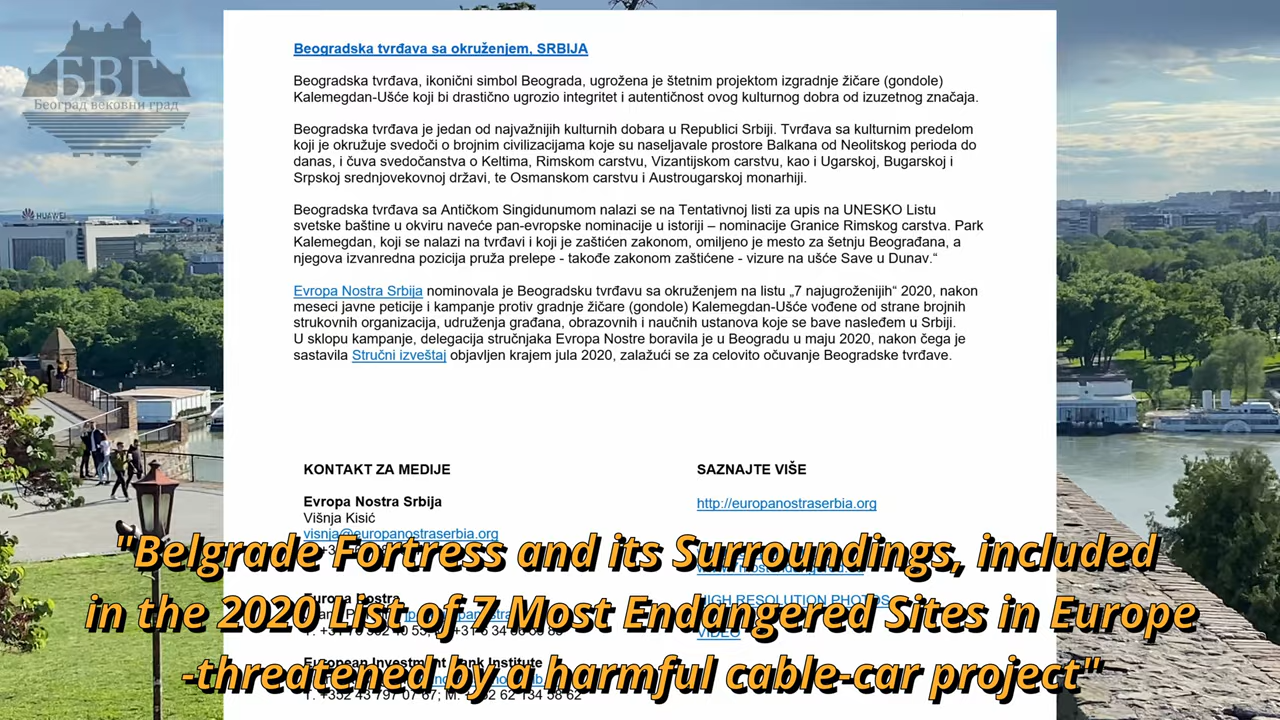 БВГ
Београд вековни град
HUAWEI
Beogradska tvrđava sa okruženjem, SRBIJA
Beogradska tvrđava, ikonični simbol Beograda, ugrožena je štetnim projektom izgradnje žičare (gondole)
Kalemegdan-Ušće koji bi drastično ugrozio integritet i autentičnost ovog kulturnog dobra od izuzetnog značaja.
Beogradska tvrđava je jedan od najvažnijih kulturnih dobara u Republici Srbiji. Tvrđava sa kulturnim predelom
koji je okružuje svedoči o brojnim civilizacijama koje su naseljavale prostore Balkana od Neolitskog perioda do
danas, i čuva svedočanstva o Keltima, Rimskom carstvu, Vizantijskom carstvu, kao i Ugarskoj, Bugarskoj i
Srpskoj srednjovekovnoj državi, te Osmanskom carstvu i Austrougarskoj monarhiji.
Beogradska tvrđava sa Antičkom Singidunumom nalazi se na Tentativnoj listi za upis na UNESKO Listu
svetske baštine u okviru naveće pan-evropske nominacije u istoriji – nominacije Granice Rimskog carstva. Park
Kalemegdan, koji se nalazi na tvrđavi i koji je zaštićen zakonom, omiljeno je mesto za šetnju Beograđana, a
njegova izvanredna pozicija pruža prelepe - takođe zakonom zaštićene - vizure na ušće Save u Dunav.“
Evropa Nostra Srbija nominovala je Beogradsku tvrđavu sa okruženjem na listu „7 najugroženijih“ 2020, nakon
meseci javne peticije i kampanje protiv gradnje žičare (gondole) Kalemegdan-Ušće vođene od strane brojnih
strukovnih organizacija, udruženja građana, obrazovnih i naučnih ustanova koje se bave nasleđem u Srbiji.
U sklopu kampanje, delegacija stručnjaka Evropa Nostre boravila je u Beogradu u maju 2020, nakon čega je
sastavila Stručni izveštaj objavljen krajem jula 2020, zalažući se za celovito očuvanje Beogradske tvrđave.
KONTAKT ZA MEDIJE
SAZNAJTE VIŠE
Evropa Nostra Srbija
http://europanostraserbia.org
Višnja Kisić
visnja@europanostraserbia.org
"Belgrade Fortress and its Surroundings, included
HIGH RESOLUTION PHOTOS
in the 2020 List of 7 Most Endangered Sites in Europe
VIDEO
European Investment Bank Institute
-threatened by a harmful cable-car project"